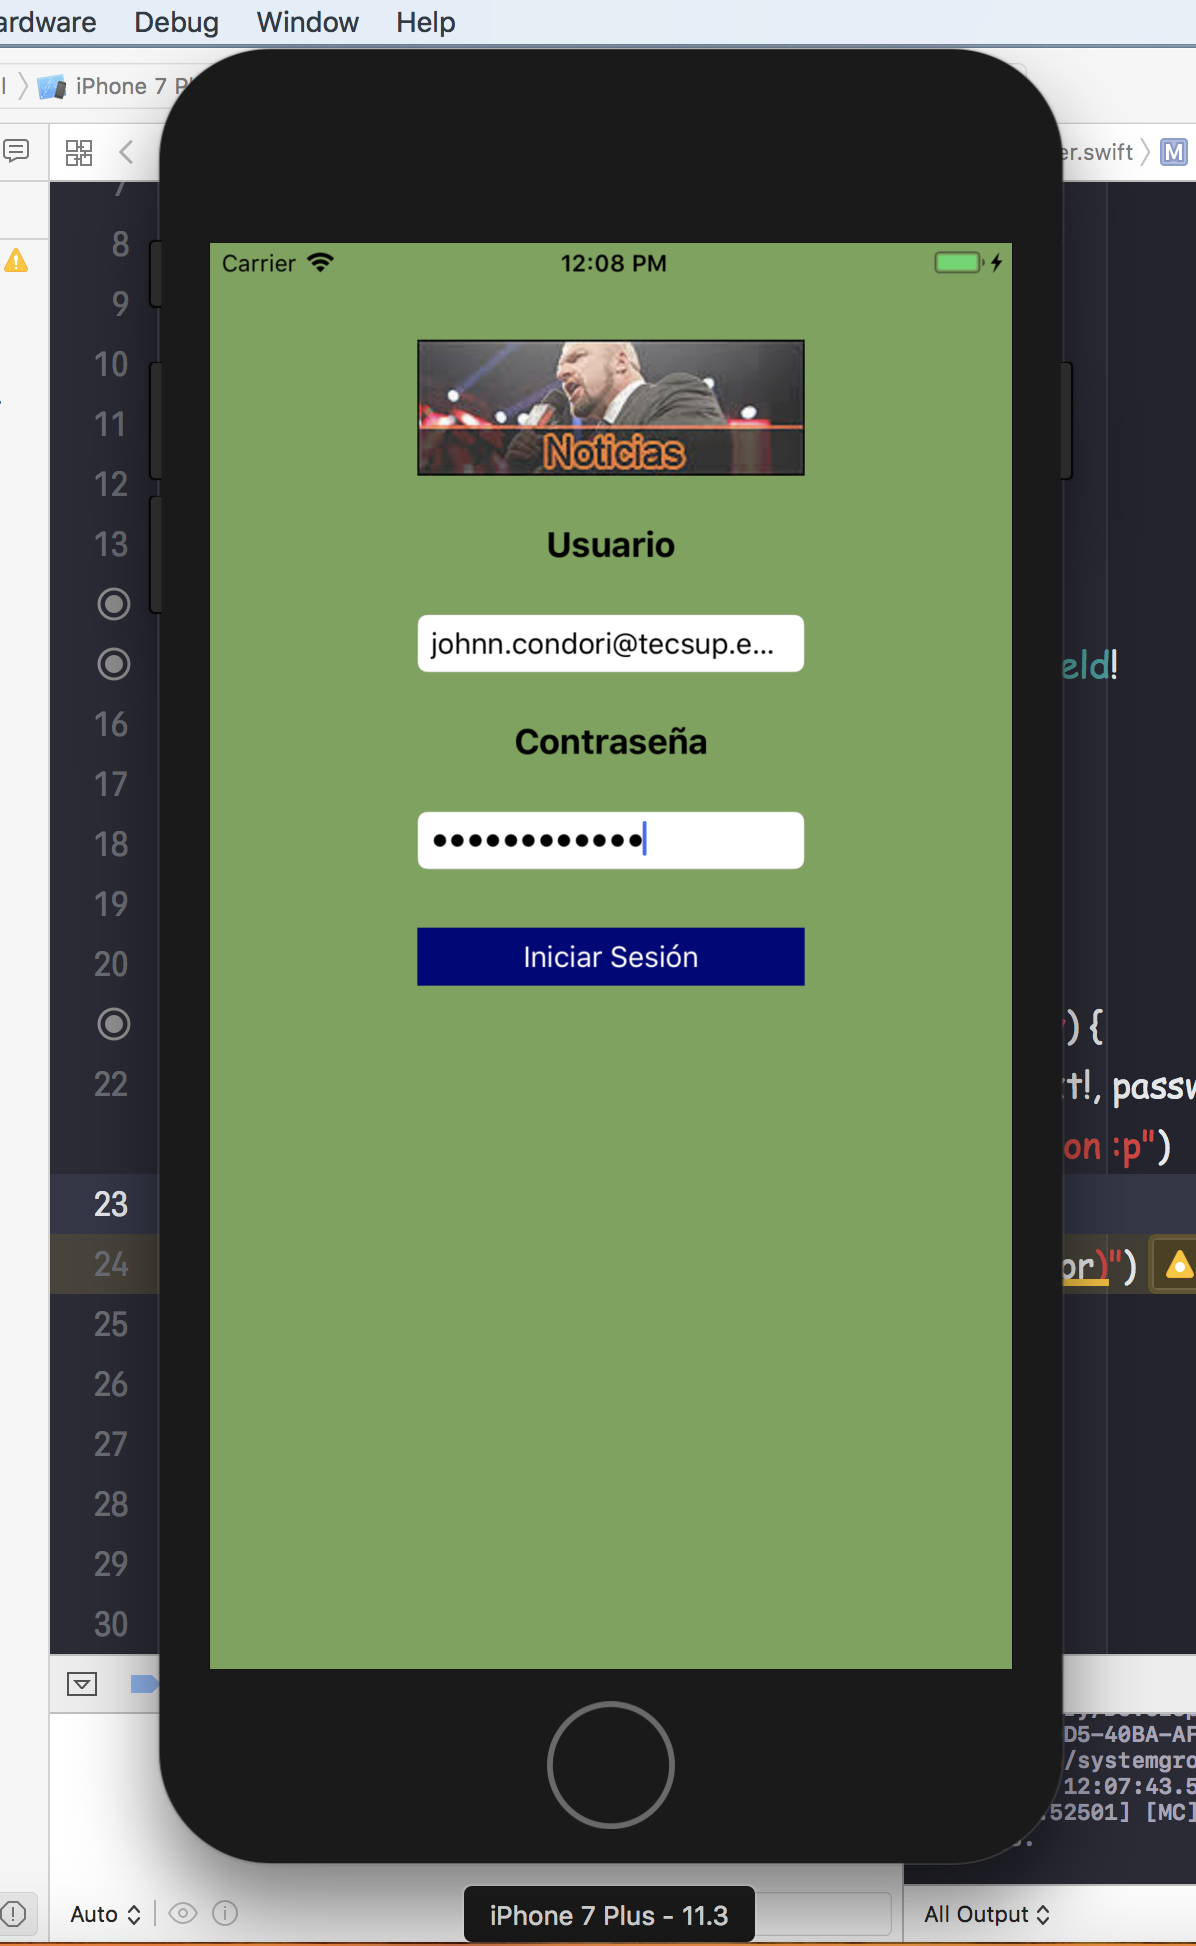 Debug Window Help
iPhone 7
er.swift M
8
9
10
11
12
13
16
17
18
19
20
22
23
24
25
26
27
28
29
30
Carrier 12:08 PM
Noticias
Usuario
johnn.condori@tecsup.e...
Contraseña
••••••••••••
Iniciar Sesión
eld!
) {
t!, passw
on :p")
or)")
D5-40BA-AF
/systemgro
12:07:43.5
52501] [MC]
Auto
iPhone 7 Plus - 11.3
All Output